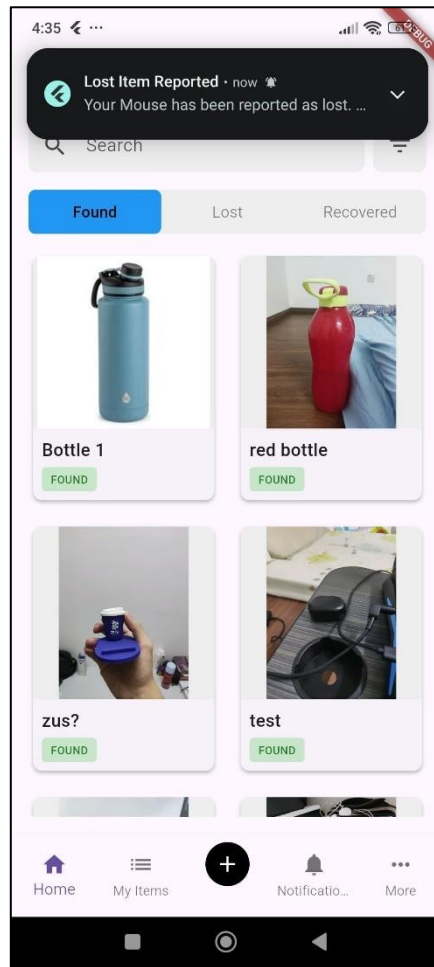 4:35
DEBUG
Lost Item Reported • now
Your Mouse has been reported as lost. ...
Search
Found Lost Recovered
Bottle 1 red bottle
FOUND FOUND
zus? test
FOUND FOUND
Home My Items Notificatio... More